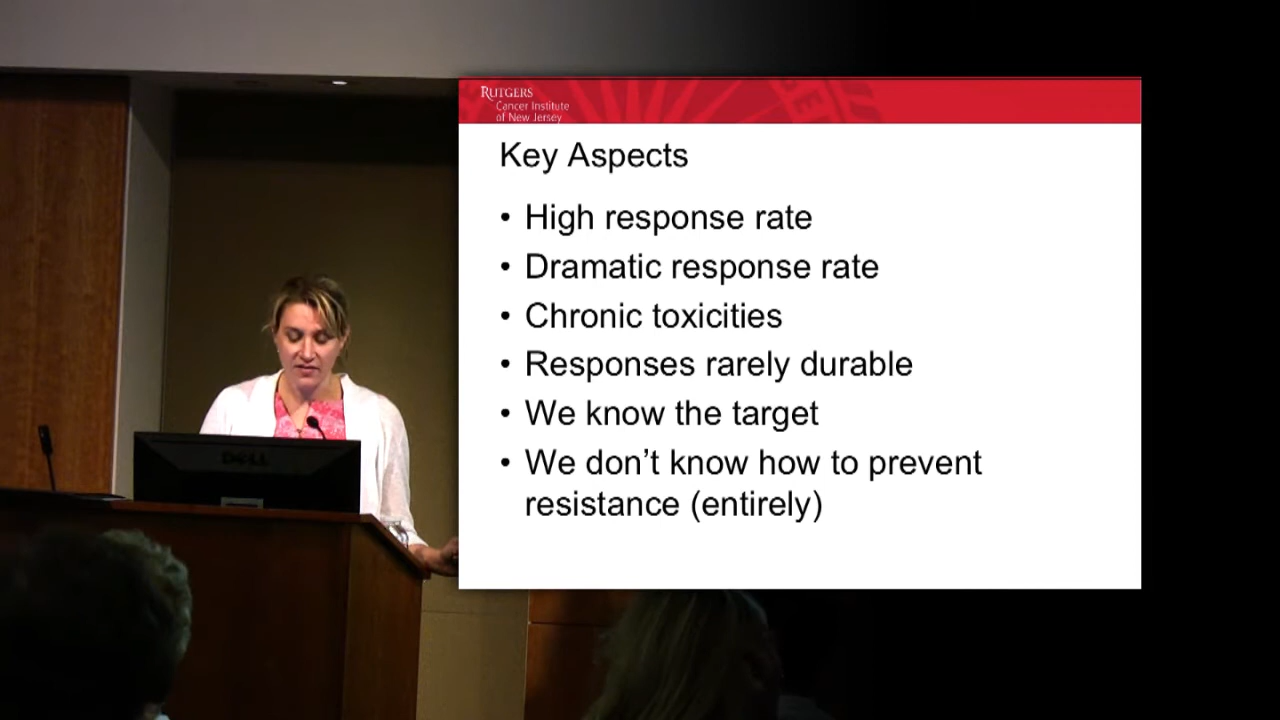 RUTGERS
Cancer Institute
of New Jersey
Key Aspects
• High response rate
• Dramatic response rate
• Chronic toxicities
• Responses rarely durable
• We know the target
• We don’t know how to prevent
resistance (entirely)
DELL